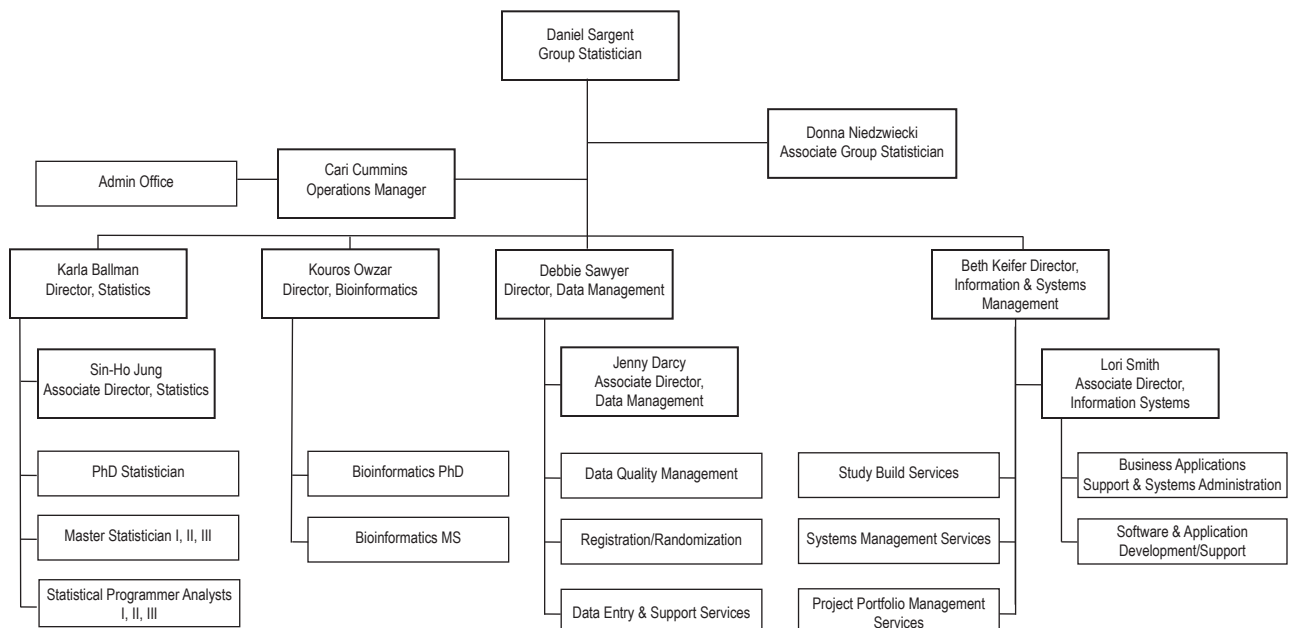 Daniel Sargent
Group Statistician
Donna Niedzwiecki
Associate Group Statistician
Cari Cummins
Operations Manager
Admin Office
Karla Ballman
Director, Statistics
Kouros Owzar
Director, Bioinformatics
Debbie Sawyer
Director, Data Management
Beth Keifer Director,
Information & Systems
Management
Sin-Ho Jung
Associate Director, Statistics
Jenny Darcy
Associate Director,
Data Management
Lori Smith
Associate Director,
Information Systems
PhD Statistician
Bioinformatics PhD
Data Quality Management
Study Build Services
Business Applications
Support & Systems Administration
Master Statistician I, II, III
Bioinformatics MS
Registration/Randomization
Systems Management Services
Software & Application
Development/Support
Statistical Programmer Analysts
I, II, III
Data Entry & Support Services
Project Portfolio Management
Services